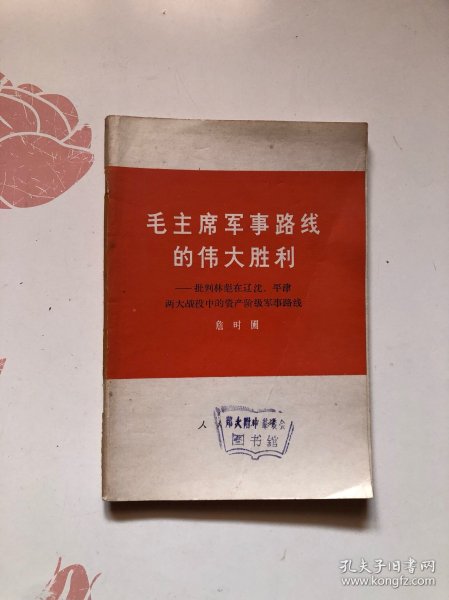 毛主席军事路线
的伟大胜利
——批判林彪在辽沈、平津
两大战役中的资产阶级军事路线
詹时圃
人
图书馆
孔夫子旧书网
www.kongfz.com